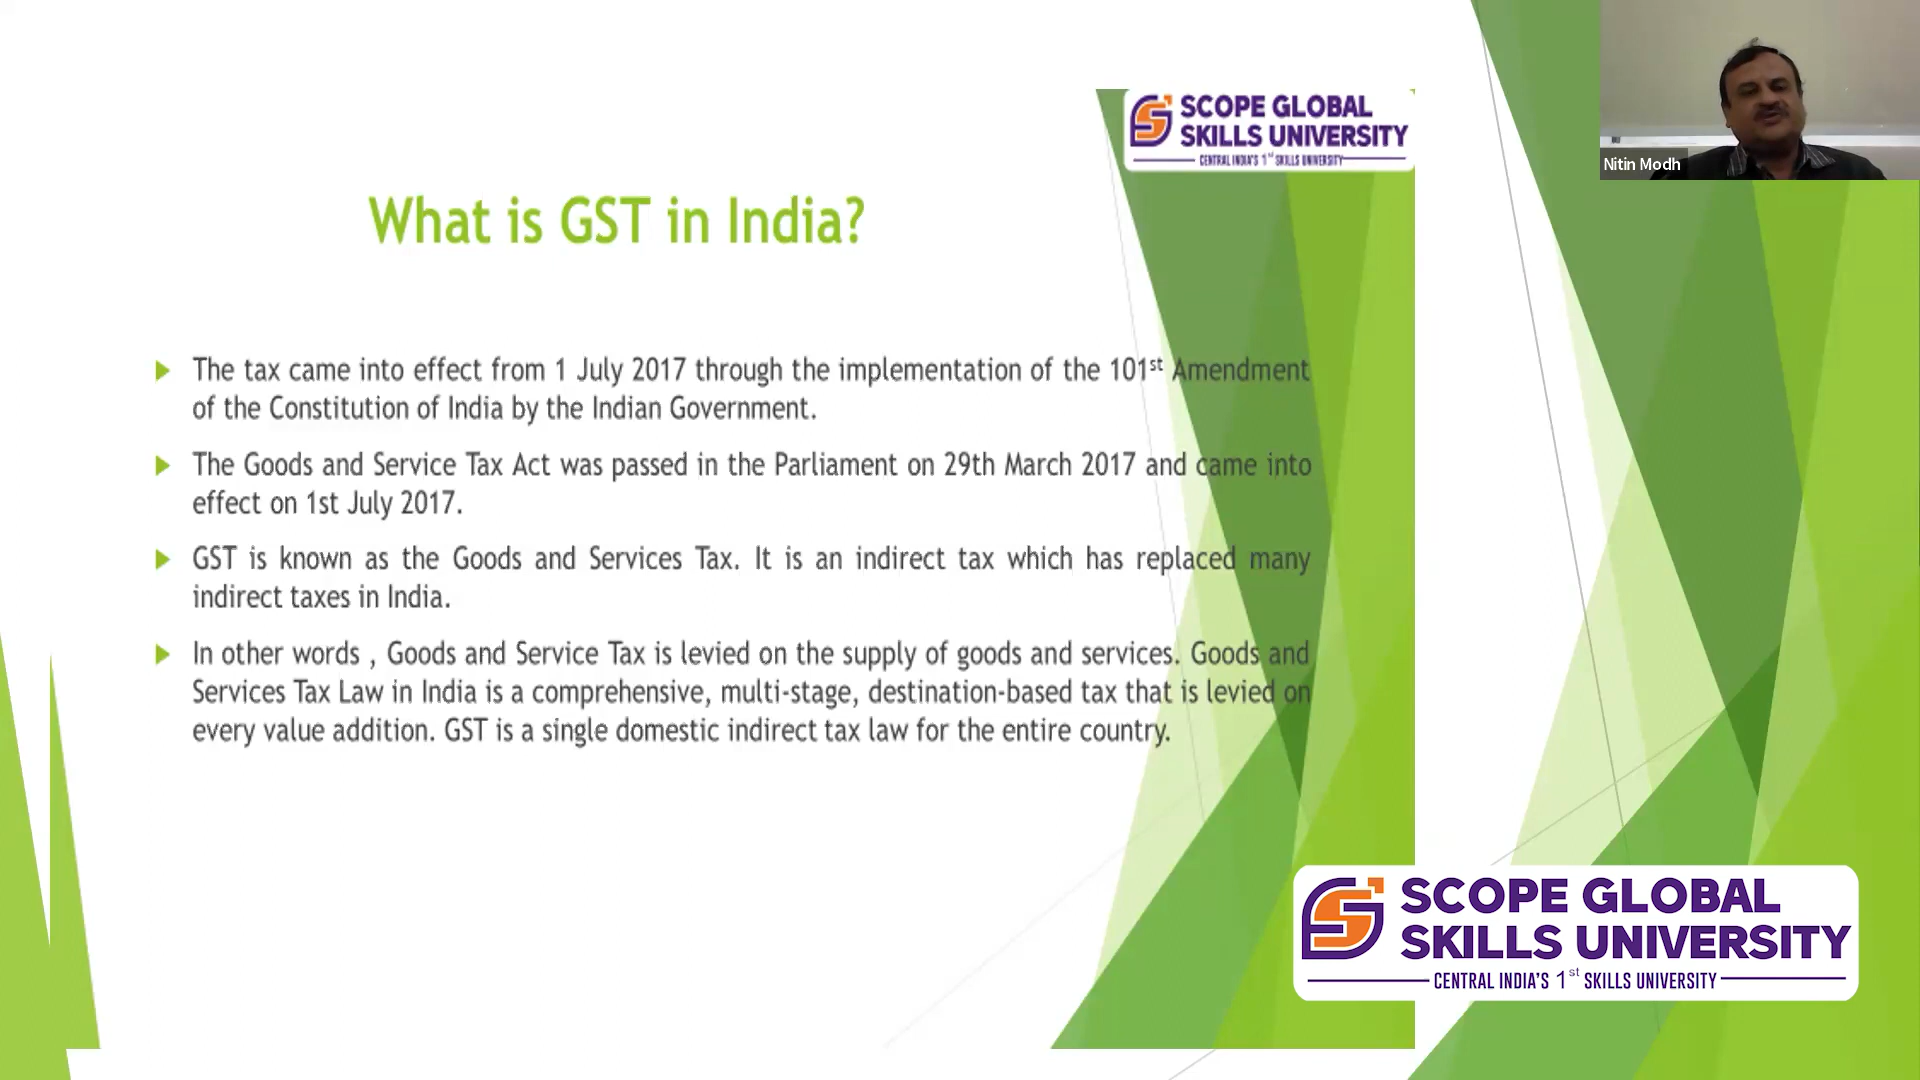 SCOPE GLOBAL
SKILLS UNIVERSITY
CENTRAL INDIA'S 1st SKILLS UNIVERSITY
Nitin Modh
What is GST in India?
The tax came into effect from 1 July 2017 through the implementation of the 101st Amendment
of the Constitution of India by the Indian Government.
The Goods and Service Tax Act was passed in the Parliament on 29th March 2017 and came into
effect on 1st July 2017.
GST is known as the Goods and Services Tax. It is an indirect tax which has replaced many
indirect taxes in India.
In other words , Goods and Service Tax is levied on the supply of goods and services. Goods and
Services Tax Law in India is a comprehensive, multi-stage, destination-based tax that is levied on
every value addition. GST is a single domestic indirect tax law for the entire country.
SCOPE GLOBAL
SKILLS UNIVERSITY
CENTRAL INDIA'S 1st SKILLS UNIVERSITY